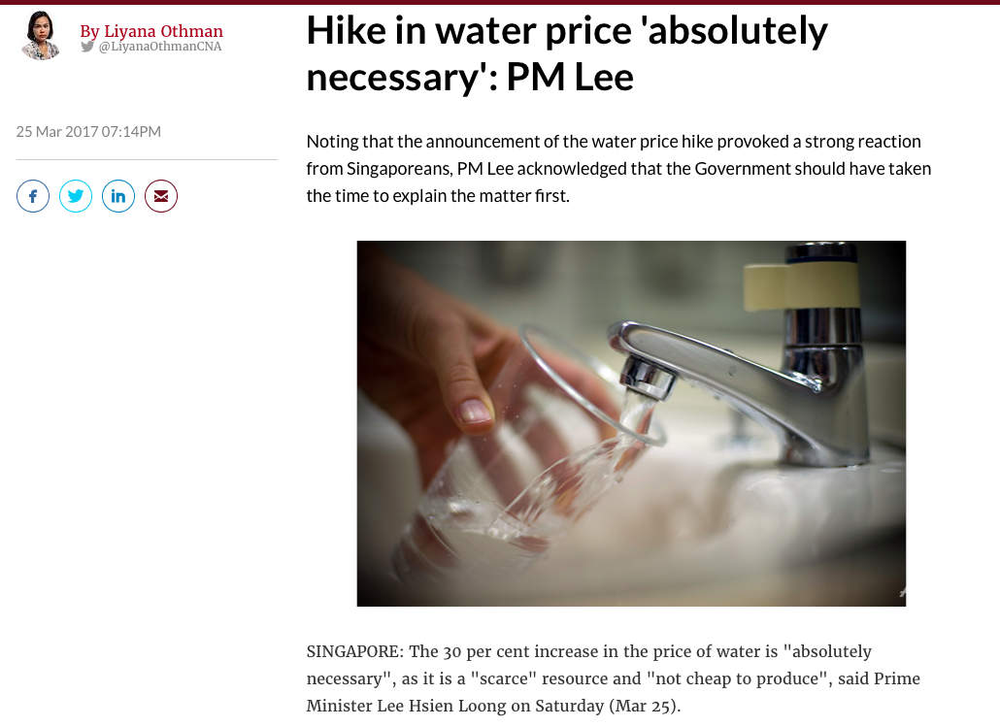 By Liyana Othman
@LiyanaOthmanCNA
25 Mar 2017 07:14PM
Hike in water price 'absolutely
necessary': PM Lee
Noting that the announcement of the water price hike provoked a strong reaction
from Singaporeans, PM Lee acknowledged that the Government should have taken
the time to explain the matter first.
SINGAPORE: The 30 per cent increase in the price of water is "absolutely
necessary", as it is a "scarce" resource and "not cheap to produce", said Prime
Minister Lee Hsien Loong on Saturday (Mar 25).